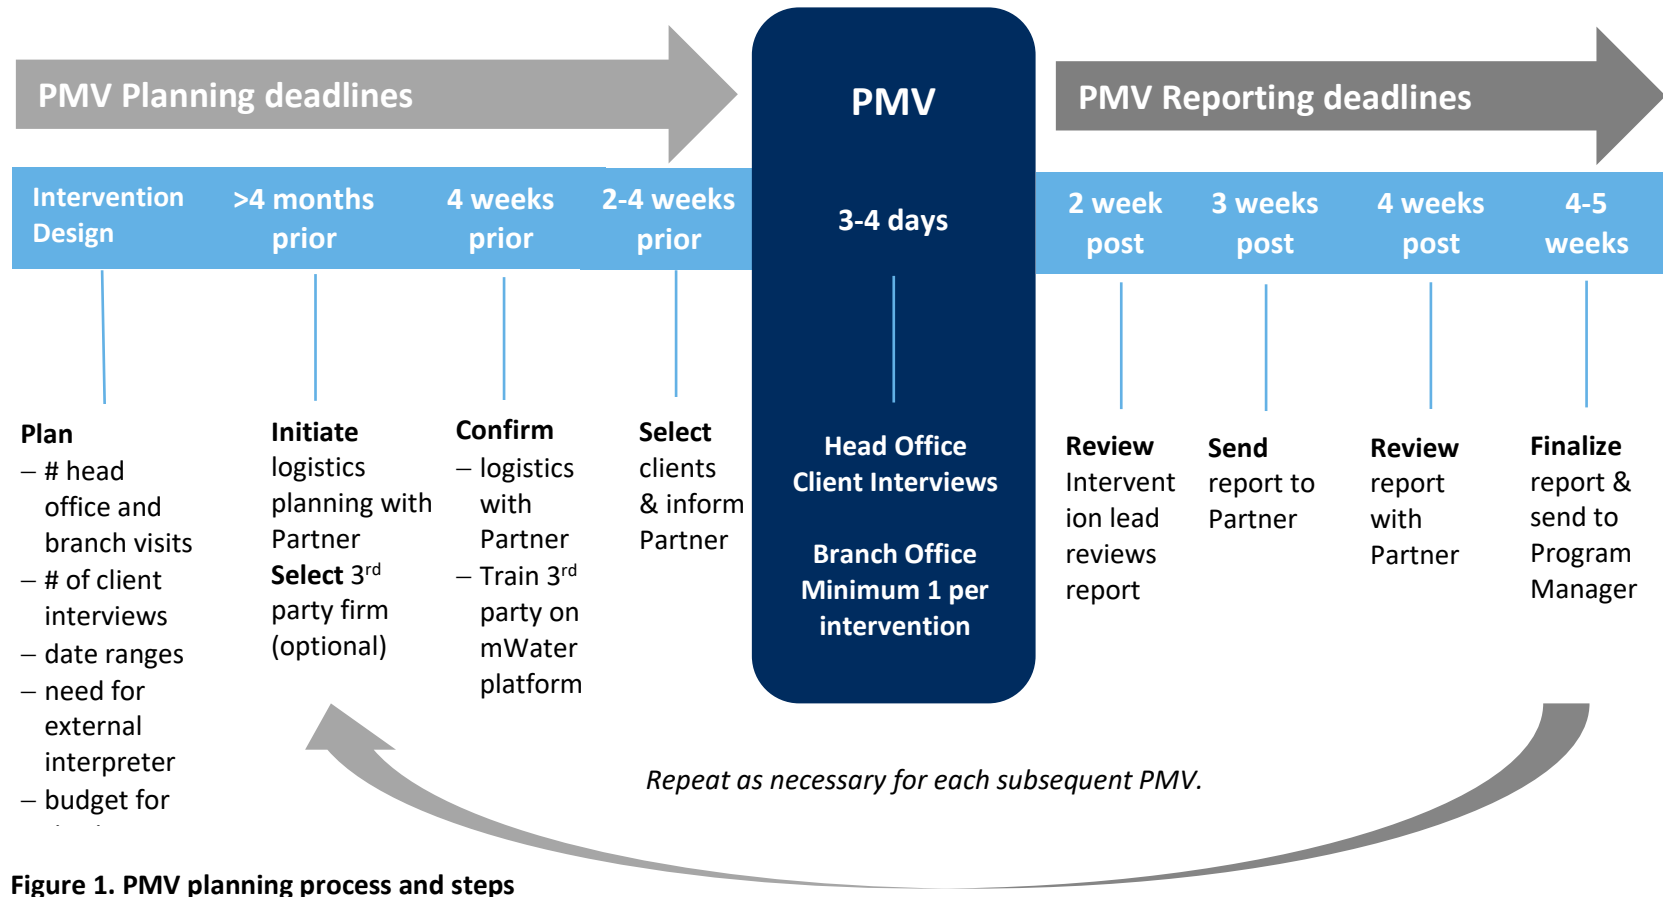 PMV Planning deadlines
PMV
PMV Reporting deadlines
Intervention
Design
>4 months
prior
4 weeks
prior
2-4 weeks
prior
3-4 days
2 week
post
3 weeks
post
4 weeks
post
4-5
weeks
Plan
– # head
office and
branch visits
– # of client
interviews
– date ranges
– need for
external
interpreter
– budget for
Initiate
logistics
planning with
Partner
Select 3rd
party firm
(optional)
Confirm
– logistics
with
Partner
– Train 3rd
party on
mWater
platform
Select
clients
& inform
Partner
Head Office
Client Interviews
Branch Office
Minimum 1 per
intervention
Review
Intervent
ion lead
reviews
report
Send
report to
Partner
Review
report
with
Partner
Finalize
report &
send to
Program
Manager
Repeat as necessary for each subsequent PMV.
Figure 1. PMV planning process and steps